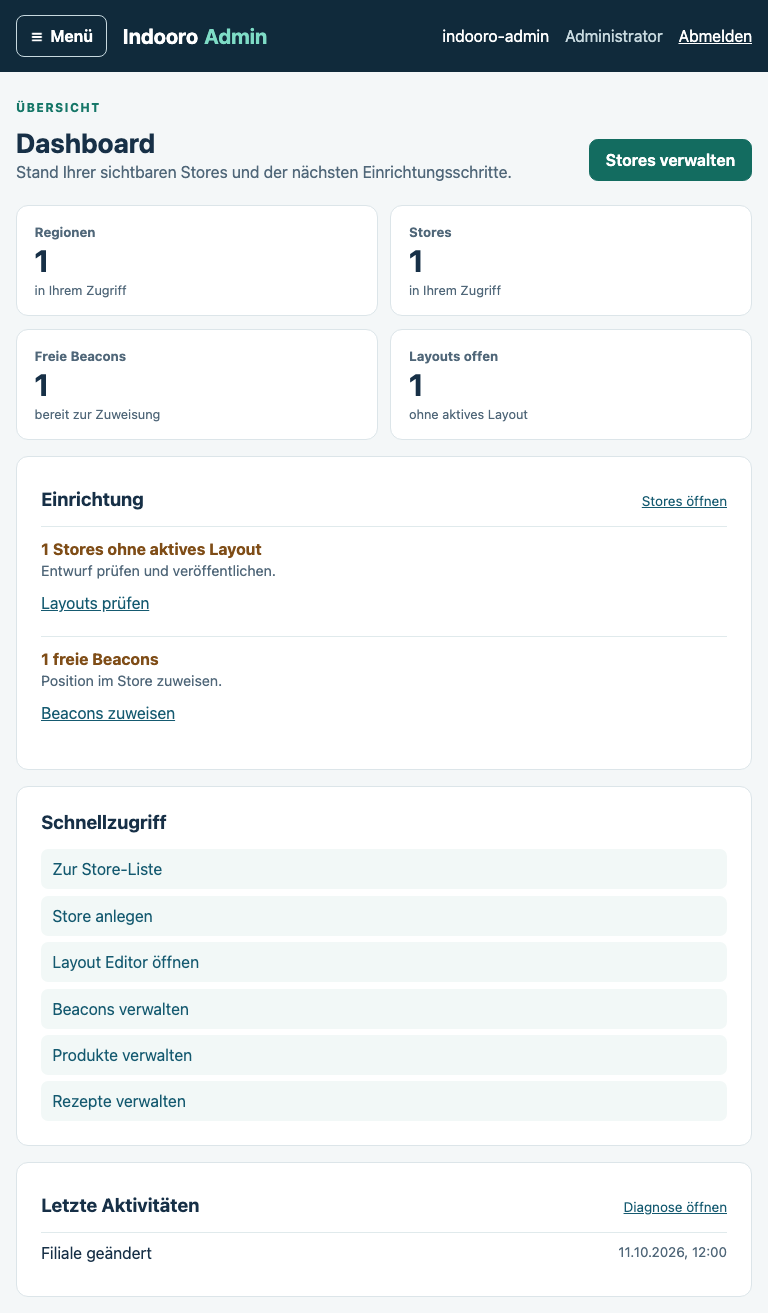 ≡ Menü
Indooro Admin
indooro-admin Administrator Abmelden
ÜBERSICHT
Dashboard
Stand Ihrer sichtbaren Stores und der nächsten Einrichtungsschritte.
Stores verwalten
Regionen
1
in Ihrem Zugriff
Stores
1
in Ihrem Zugriff
Freie Beacons
1
bereit zur Zuweisung
Layouts offen
1
ohne aktives Layout
Einrichtung
Stores öffnen
1 Stores ohne aktives Layout
Entwurf prüfen und veröffentlichen.
Layouts prüfen
1 freie Beacons
Position im Store zuweisen.
Beacons zuweisen
Schnellzugriff
Zur Store-Liste
Store anlegen
Layout Editor öffnen
Beacons verwalten
Produkte verwalten
Rezepte verwalten
Letzte Aktivitäten
Diagnose öffnen
Filiale geändert
11.10.2026, 12:00